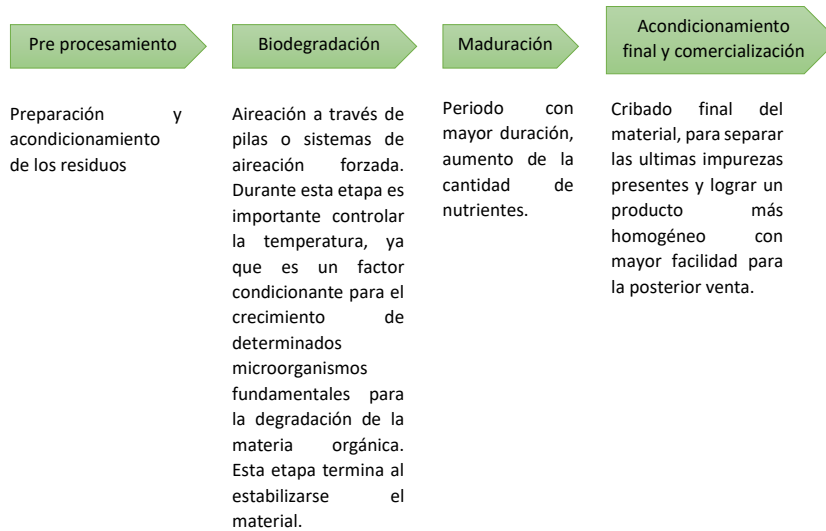 Pre procesamiento
Preparación y
acondicionamiento
de los residuos
Biodegradación
Aireación a través de
pilas o sistemas de
aireación forzada.
Durante esta etapa es
importante controlar
la temperatura, ya
que es un factor
condicionante para el
crecimiento de
determinados
microorganismos
fundamentales para
la degradación de la
materia orgánica.
Esta etapa termina al
estabilizarse el
material.
Maduración
Periodo con
mayor duración,
aumento de la
cantidad de
nutrientes.
Acondicionamiento
final y comercialización
Cribado final del
material, para separar
las ultimas impurezas
presentes y lograr un
producto más
homogéneo con
mayor facilidad para
la posterior venta.